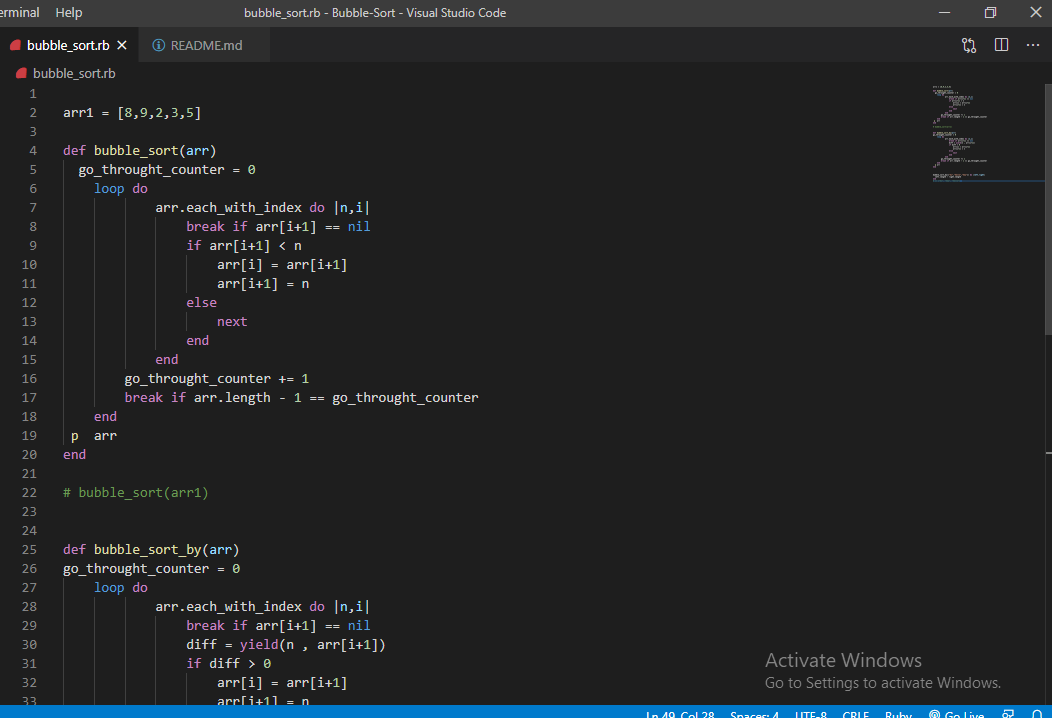 erminal Help bubble_sort.rb - Bubble-Sort - Visual Studio Code
bubble_sort.rb README.md
bubble_sort.rb
1
2 arr1 = [8,9,2,3,5]
3
4 def bubble_sort(arr)
5 go_throught_counter = 0
6 loop do
7 arr.each_with_index do |n,i|
8 break if arr[i+1] == nil
9 if arr[i+1] < n
10 arr[i] = arr[i+1]
11 arr[i+1] = n
12 else
13 next
14 end
15 end
16 go_throught_counter += 1
17 break if arr.length - 1 == go_throught_counter
18 end
19 p arr
20 end
21
22 # bubble_sort(arr1)
23
24
25 def bubble_sort_by(arr)
26 go_throught_counter = 0
27 loop do
28 arr.each_with_index do |n,i|
29 break if arr[i+1] == nil
30 diff = yield(n , arr[i+1])
31 if diff > 0
32 arr[i] = arr[i+1]
33 arr[i+1] = n
Activate Windows
Go to Settings to activate Windows.
Ln 49, Col 28 Spaces: 4 UTF-8 CRLF Ruby Go Live